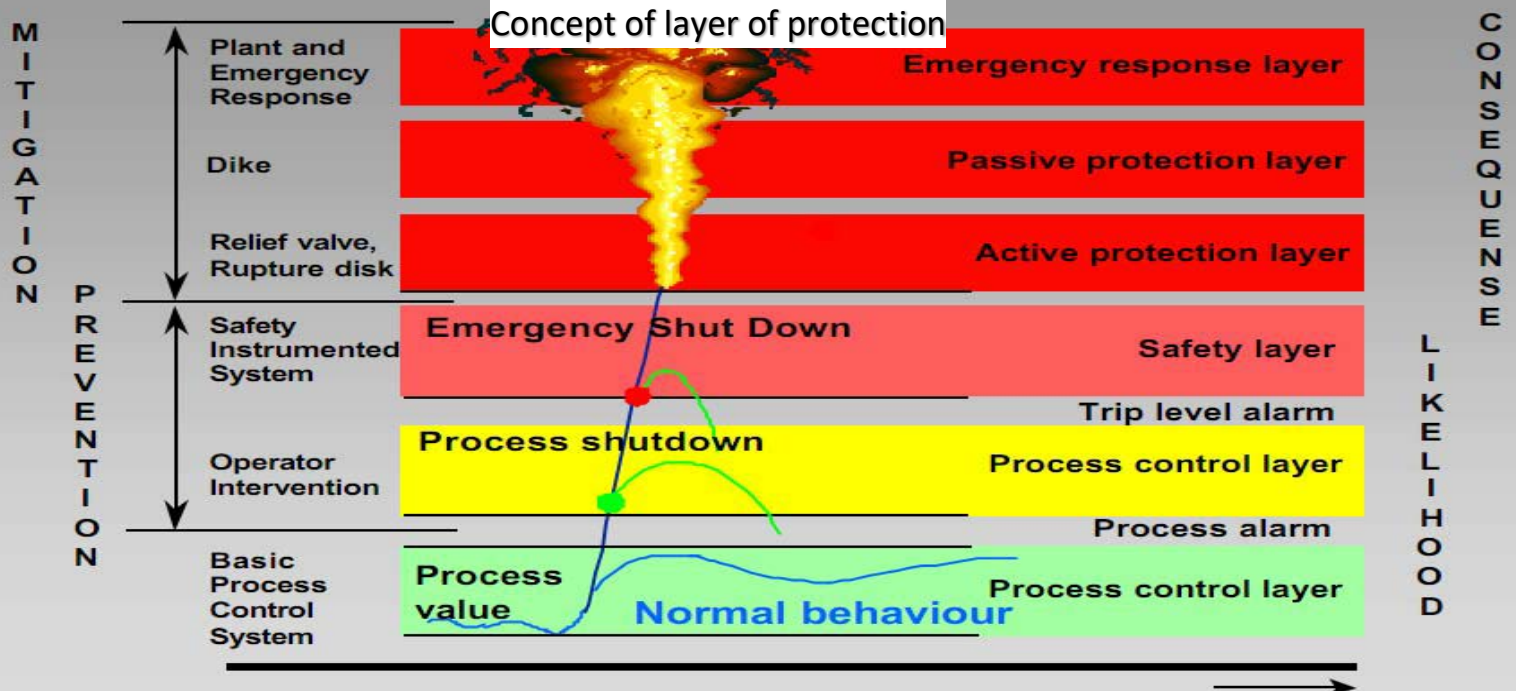 Concept of layer of protection
MITIGATION
PREVENTION
Plant and
Emergency
Response
Emergency response layer
Dike
Passive protection layer
Relief valve,
Rupture disk
Active protection layer
Safety
Instrumented
System
Emergency Shut Down
Safety layer
Trip level alarm
Operator
Intervention
Process shutdown
Process control layer
Process alarm
Basic
Process
Control
System
Process
value
Normal behaviour
Process control layer
CONSEQUENSE
LIKELIHOOD